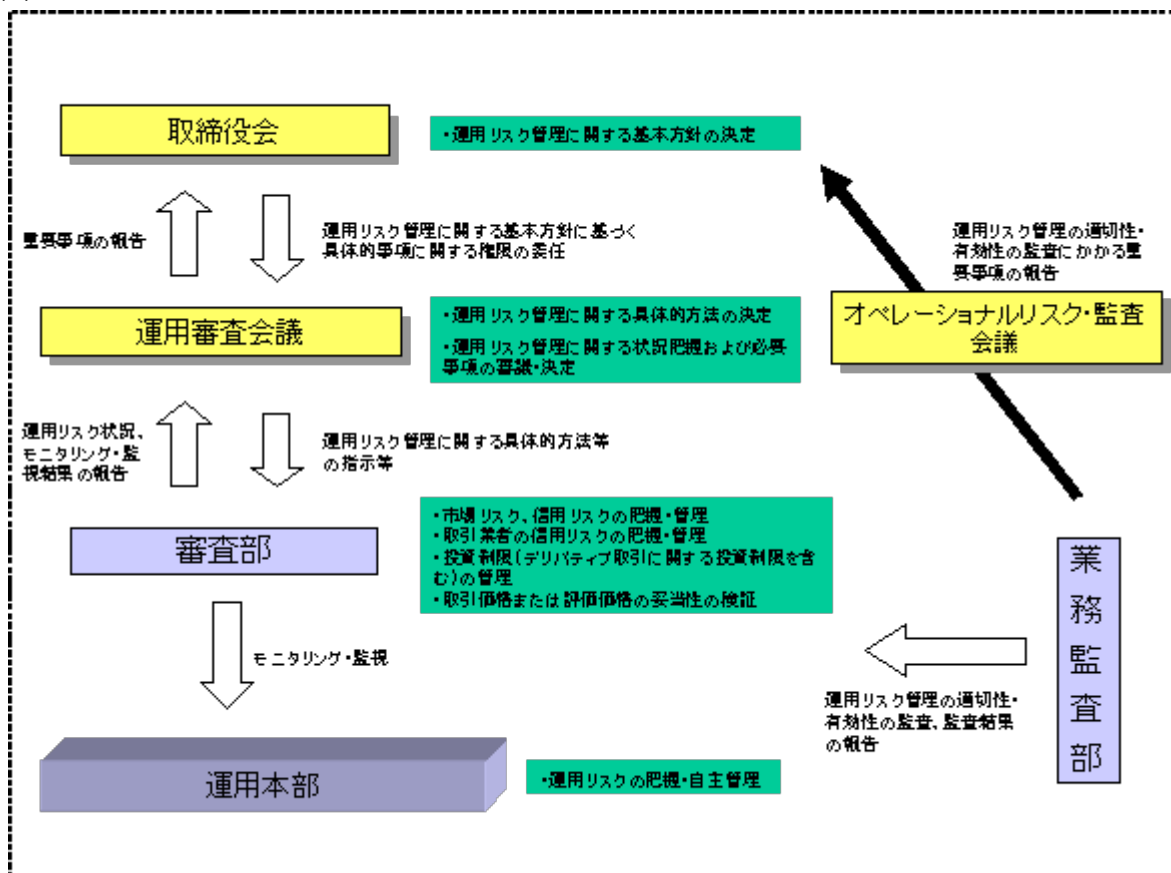 取締役会
・運用リスク管理に関する基本方針の決定
重要事項の報告
運用リスク管理に関する基本方針に基づく
具体的事項に関する権限の委任
運用リスク管理の適切性・
有効性の監査にかかる重
要事項の報告
運用審査会議
・運用リスク管理に関する具体的方法の決定
・運用リスク管理に関する状況把握および必要
事項の審議・決定
オペレーショナルリスク・監査
会議
運用リスク状況、
モニタリング・監
視結果の報告
運用リスク管理に関する具体的方法等
の指示等
審査部
・市場リスク、信用リスクの把握・管理
・取引業者の信用リスクの把握・管理
・投資制限(デリバティブ取引に関する投資制限を含
む)の管理
・取引価格または評価価格の妥当性の検証
業務監査部
モニタリング・監視
運用リスク管理の適切性・
有効性の監査、監査結果
の報告
運用本部
・運用リスクの把握・自主管理